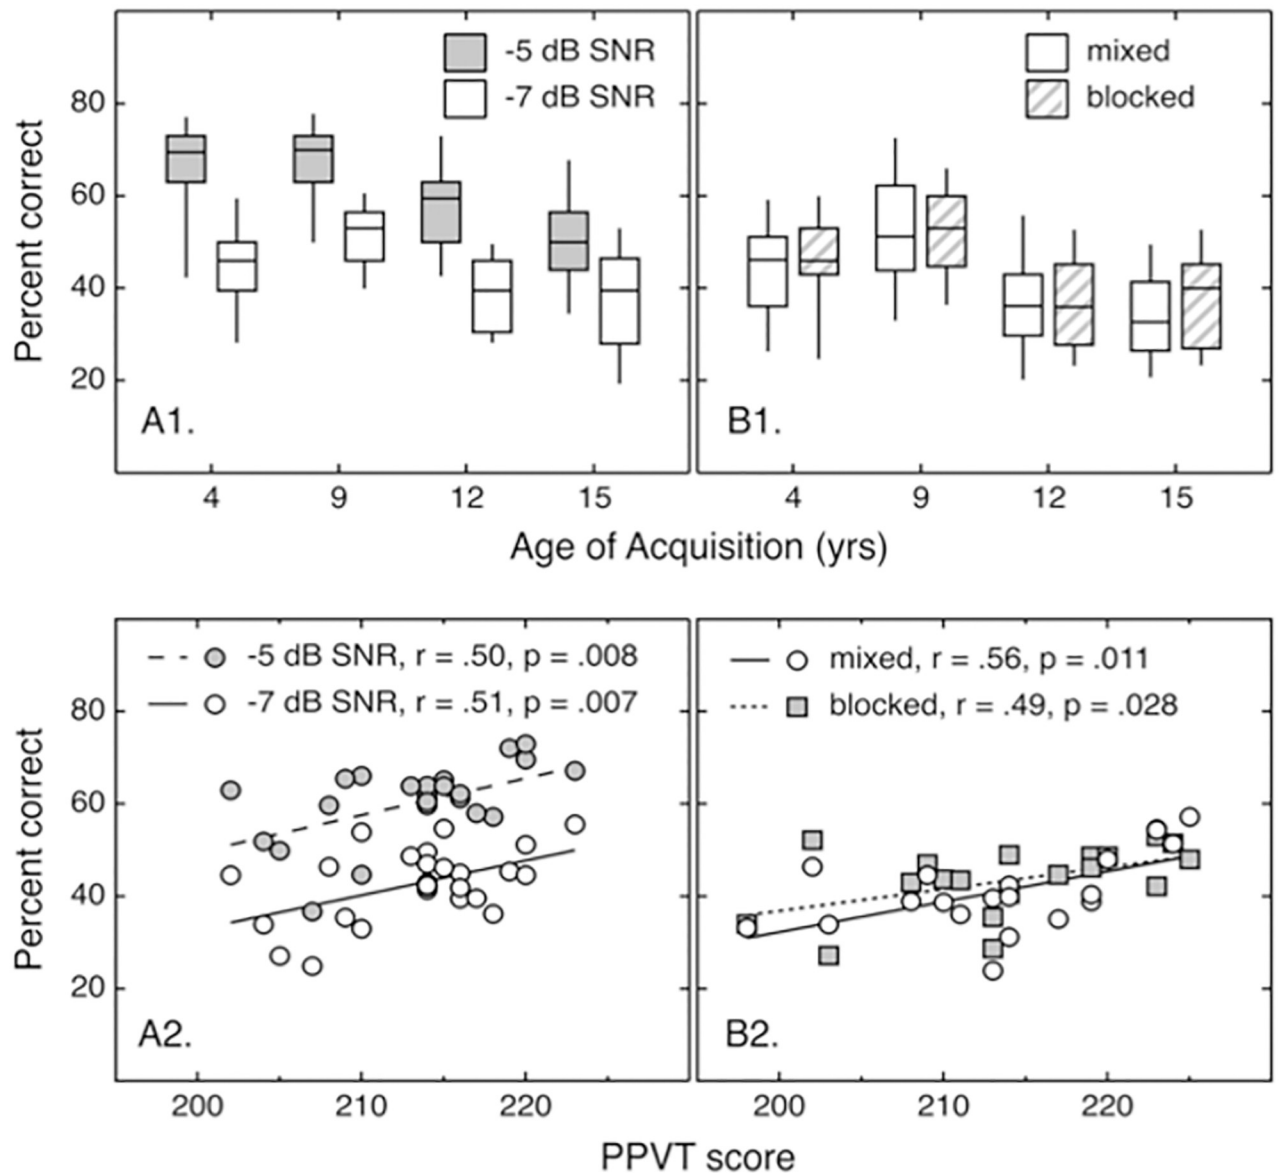 -5 dB SNR
-7 dB SNR
mixed
blocked
Percent correct
80
60
40
20
A1.
B1.
4 9 12 15
4 9 12 15
Age of Acquisition (yrs)
-5 dB SNR, r = .50, p = .008
-7 dB SNR, r = .51, p = .007
mixed, r = .56, p = .011
blocked, r = .49, p = .028
Percent correct
80
60
40
20
A2.
B2.
200 210 220
200 210 220
PPVT score